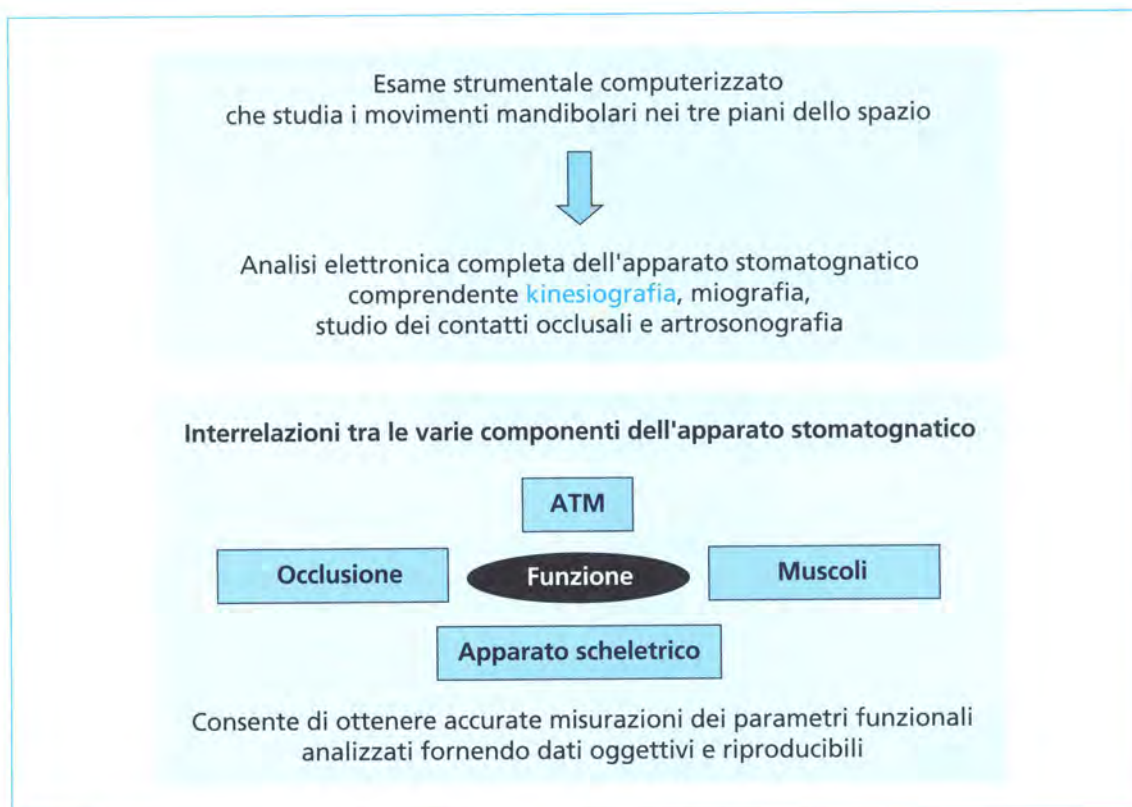 Esame strumentale computerizzato
che studia i movimenti mandibolari nei tre piani dello spazio
Analisi elettronica completa dell'apparato stomatognatico
comprendente kinesiografia, miografia,
studio dei contatti occlusali e artrosonografia
Interrelazioni tra le varie componenti dell'apparato stomatognatico
ATM
Occlusione
Funzione
Muscoli
Apparato scheletrico
Consente di ottenere accurate misurazioni dei parametri funzionali
analizzati fornendo dati oggettivi e riproducibili